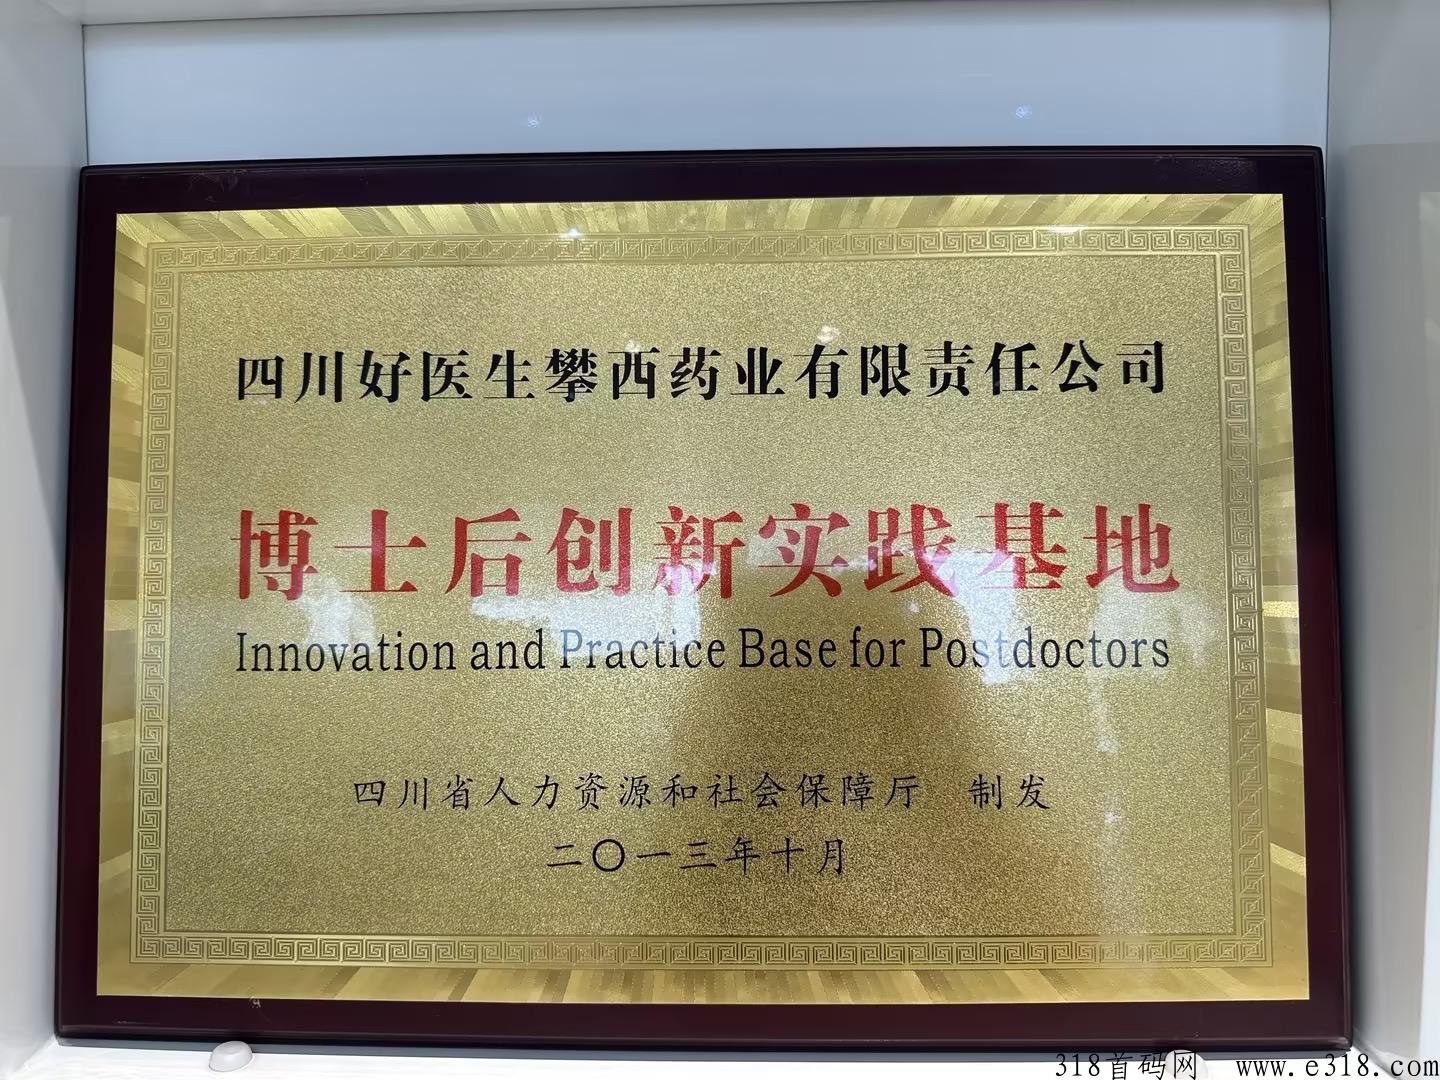 四川好医生攀西药业有限责任公司
博士后创新实践基地
Innovation and Practice Base for Postdoctors
四川省人力资源和社会保障厅 制发
二〇一三年十月
318首码网 www.e318.com